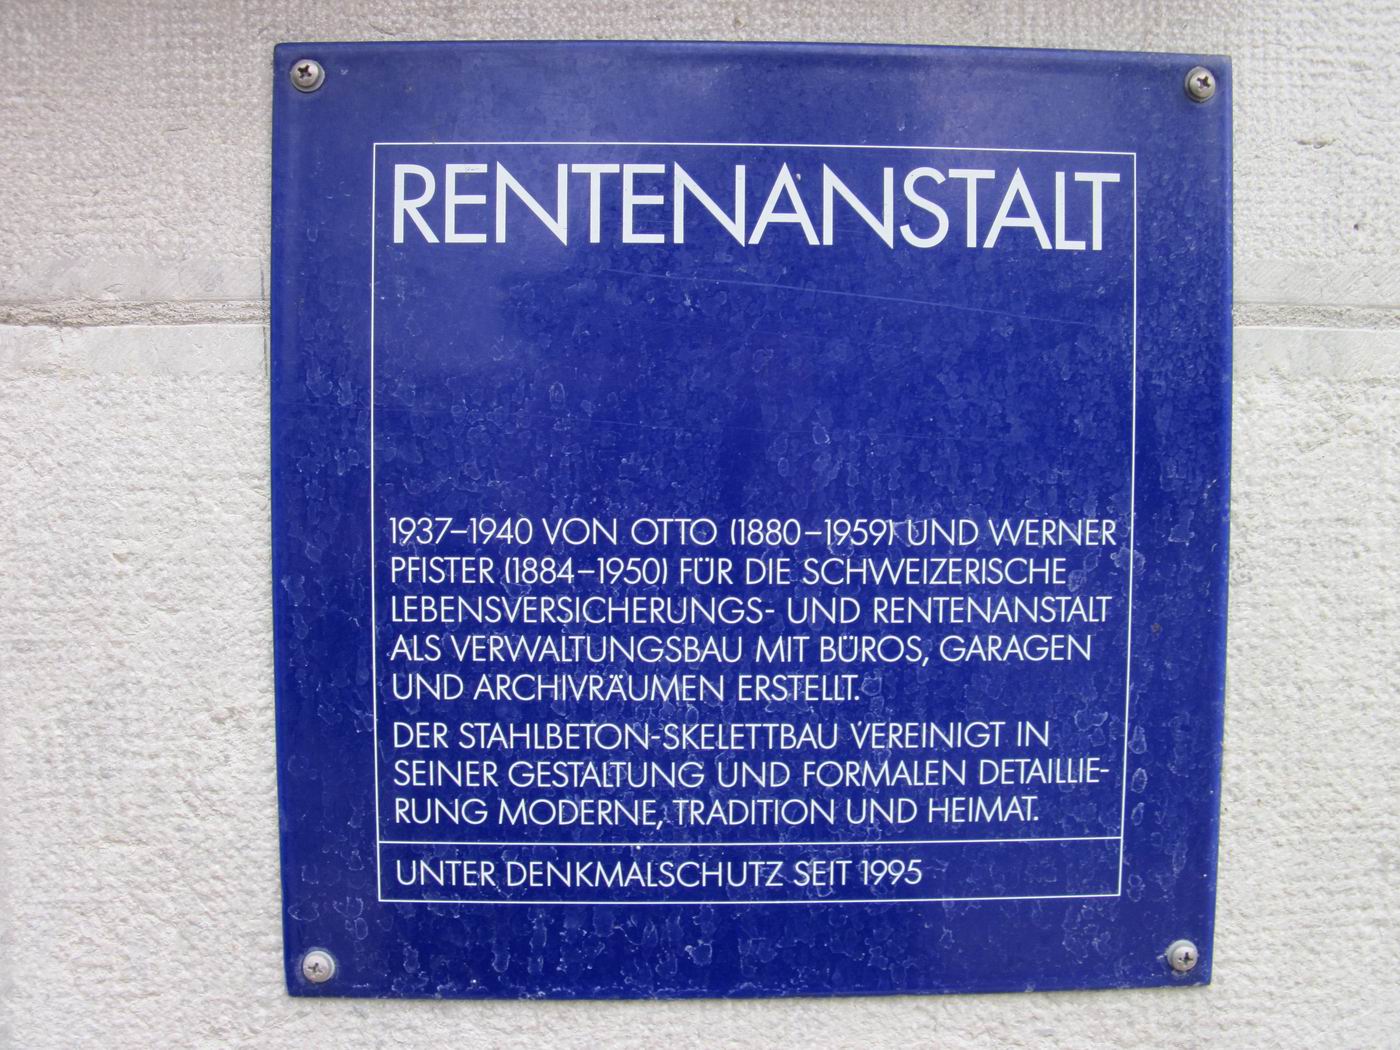 RENTENANSTALT
1937–1940 VON OTTO (1880–1959) UND WERNER
PFISTER (1884–1950) FÜR DIE SCHWEIZERISCHE
LEBENSVERSICHERUNGS- UND RENTENANSTALT
ALS VERWALTUNGSBAU MIT BÜROS, GARAGEN
UND ARCHIVRÄUMEN ERSTELLT.
DER STAHLBETON-SKELETTBAU VEREINIGT IN
SEINER GESTALTUNG UND FORMALEN DETAILLIE-
RUNG MODERNE, TRADITION UND HEIMAT.
UNTER DENKMALSCHUTZ SEIT 1995